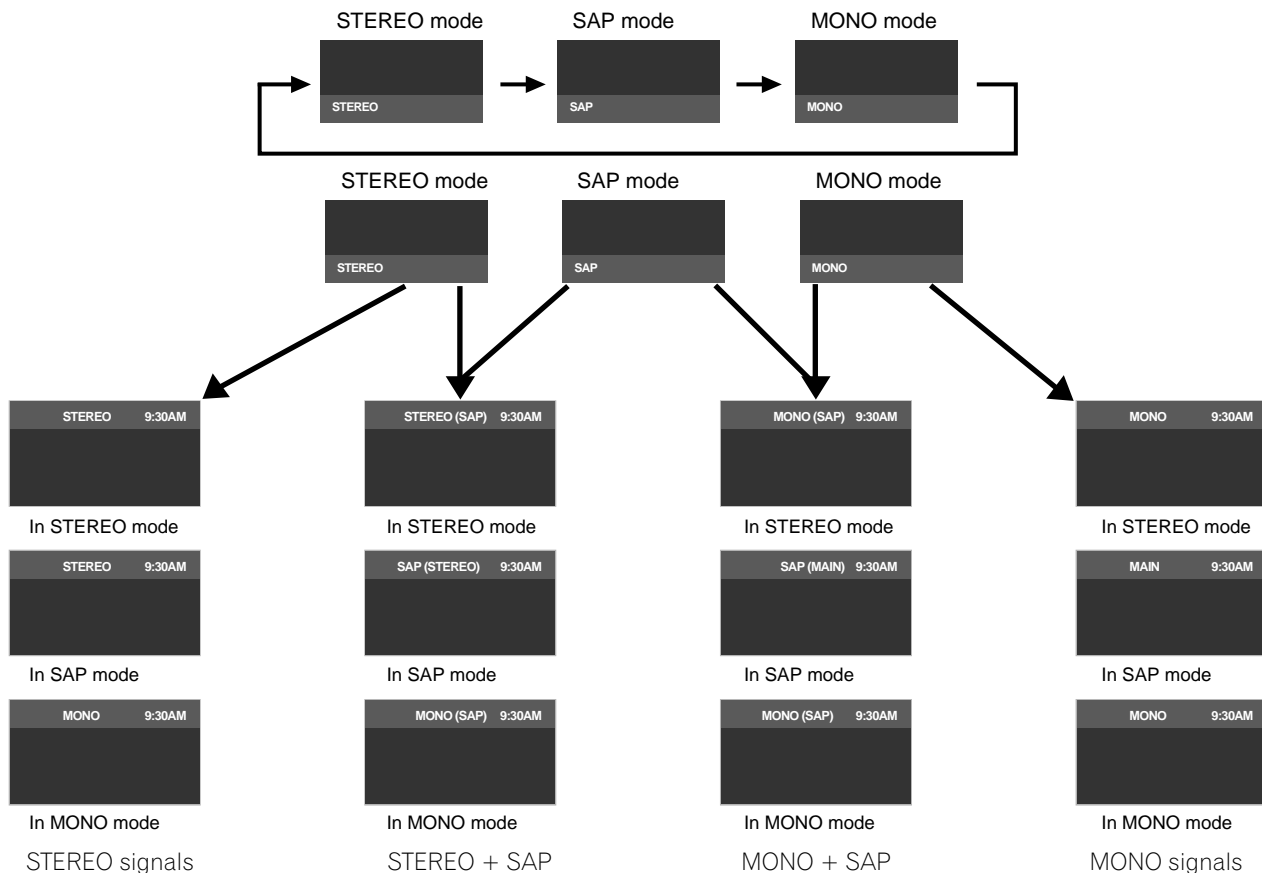 STEREO mode SAP mode MONO mode
STEREO SAP MONO
STEREO mode SAP mode MONO mode
STEREO SAP MONO
STEREO 9:30AM STEREO (SAP) 9:30AM MONO (SAP) 9:30AM MONO 9:30AM
In STEREO mode In STEREO mode In STEREO mode In STEREO mode
STEREO 9:30AM SAP (STEREO) 9:30AM SAP (MAIN) 9:30AM MAIN 9:30AM
In SAP mode In SAP mode In SAP mode In SAP mode
MONO 9:30AM MONO (SAP) 9:30AM MONO (SAP) 9:30AM MONO 9:30AM
In MONO mode In MONO mode In MONO mode In MONO mode
STEREO signals STEREO + SAP MONO + SAP MONO signals